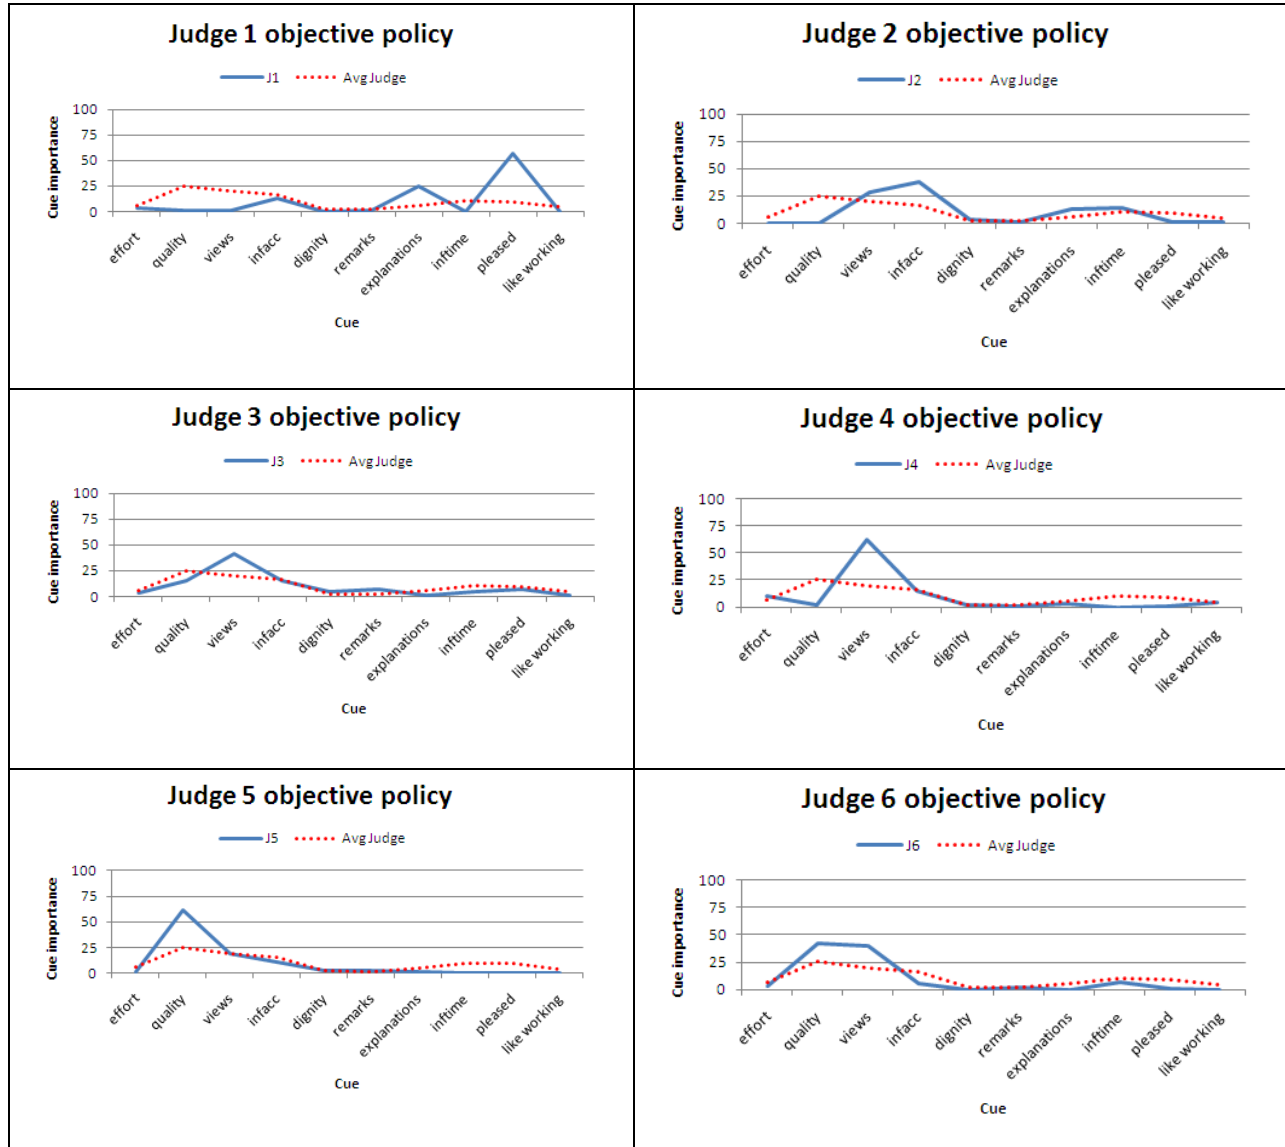 Judge 1 objective policy
J1 Avg Judge
Cue importance
100
75
50
25
0
effort quality views infacc dignity remarks explanations inftime pleased like working
Cue
Judge 2 objective policy
J2 Avg Judge
Cue importance
100
75
50
25
0
effort quality views infacc dignity remarks explanations inftime pleased like working
Cue
Judge 3 objective policy
J3 Avg Judge
Cue importance
100
75
50
25
0
effort quality views infacc dignity remarks explanations inftime pleased like working
Cue
Judge 4 objective policy
J4 Avg Judge
Cue importance
100
75
50
25
0
effort quality views infacc dignity remarks explanations inftime pleased like working
Cue
Judge 5 objective policy
J5 Avg Judge
Cue importance
100
75
50
25
0
effort quality views infacc dignity remarks explanations inftime pleased like working
Cue
Judge 6 objective policy
J6 Avg Judge
Cue importance
100
75
50
25
0
effort quality views infacc dignity remarks explanations inftime pleased like working
Cue